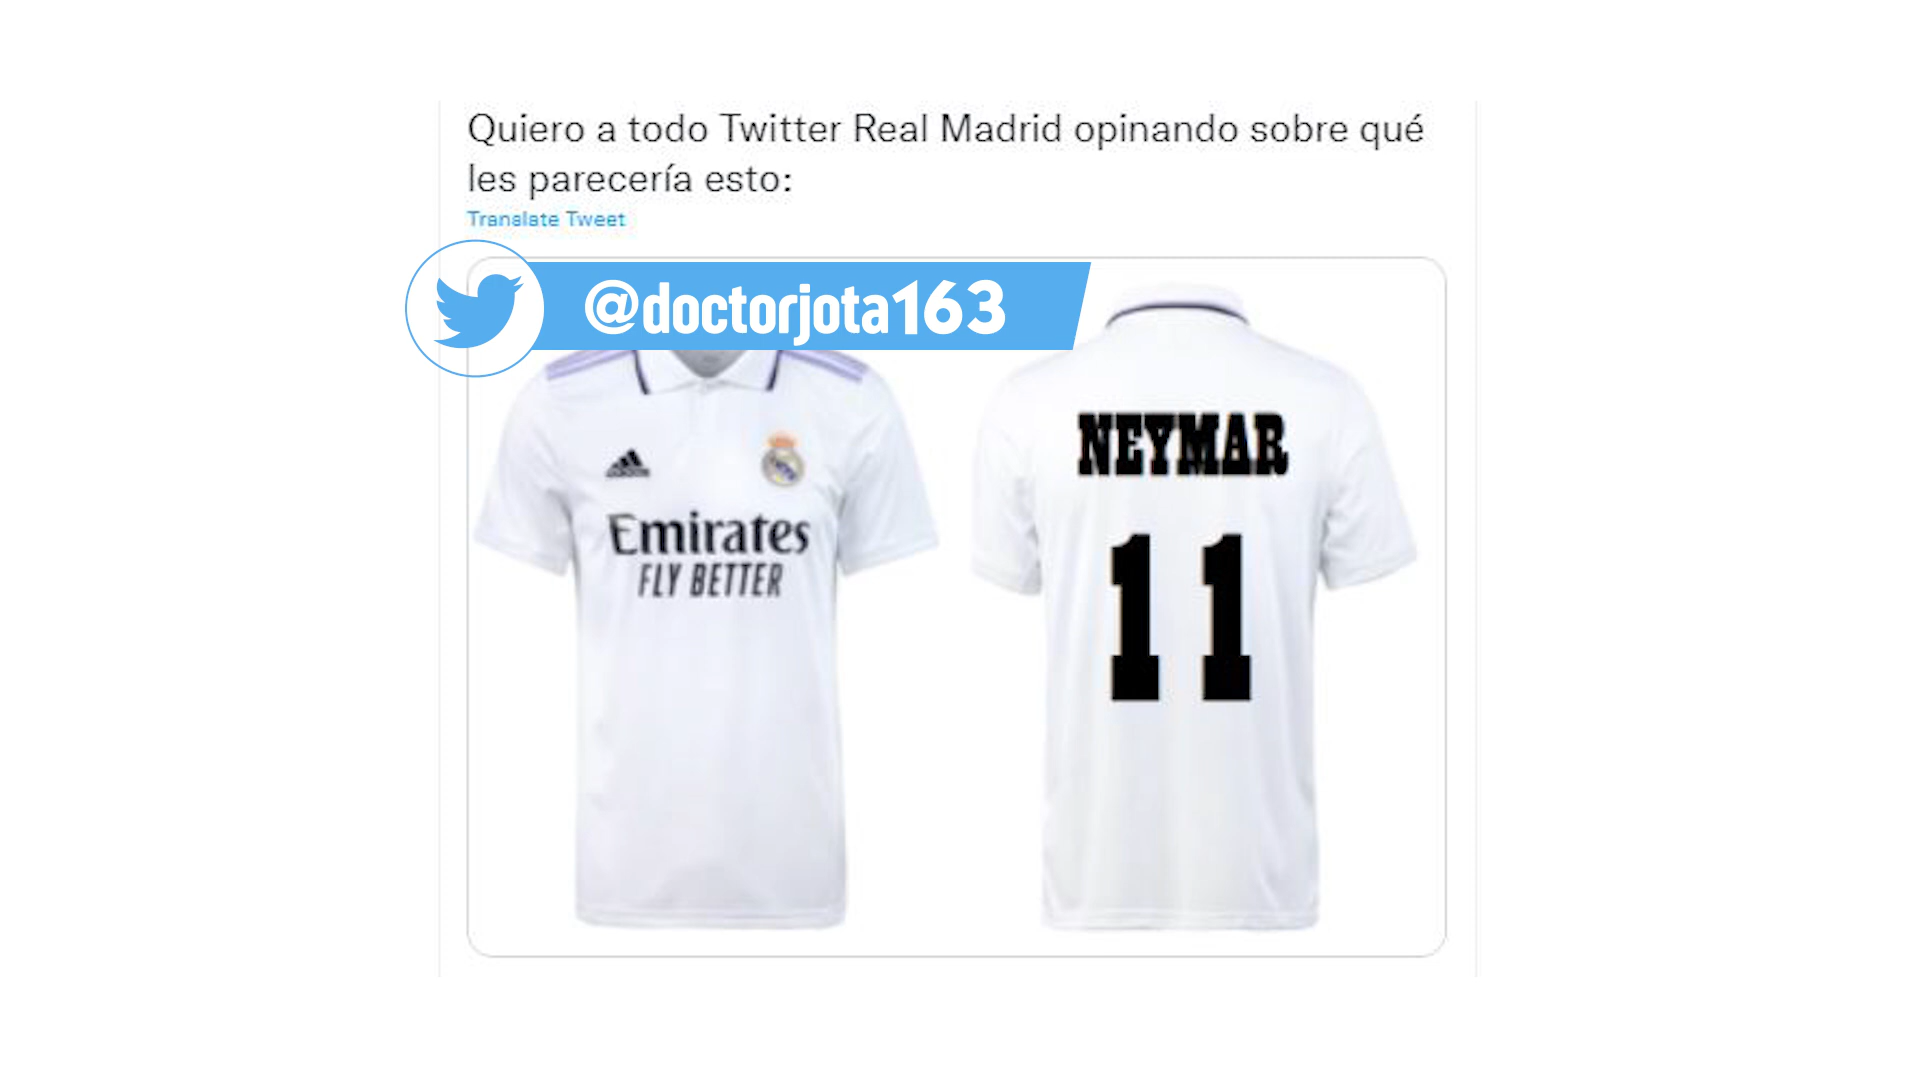 Quiero a todo Twitter Real Madrid opinando sobre qué
les parecería esto:
Translate Tweet
@doctorjota163
adidas
Emirates
FLY BETTER
NEYMAR
11